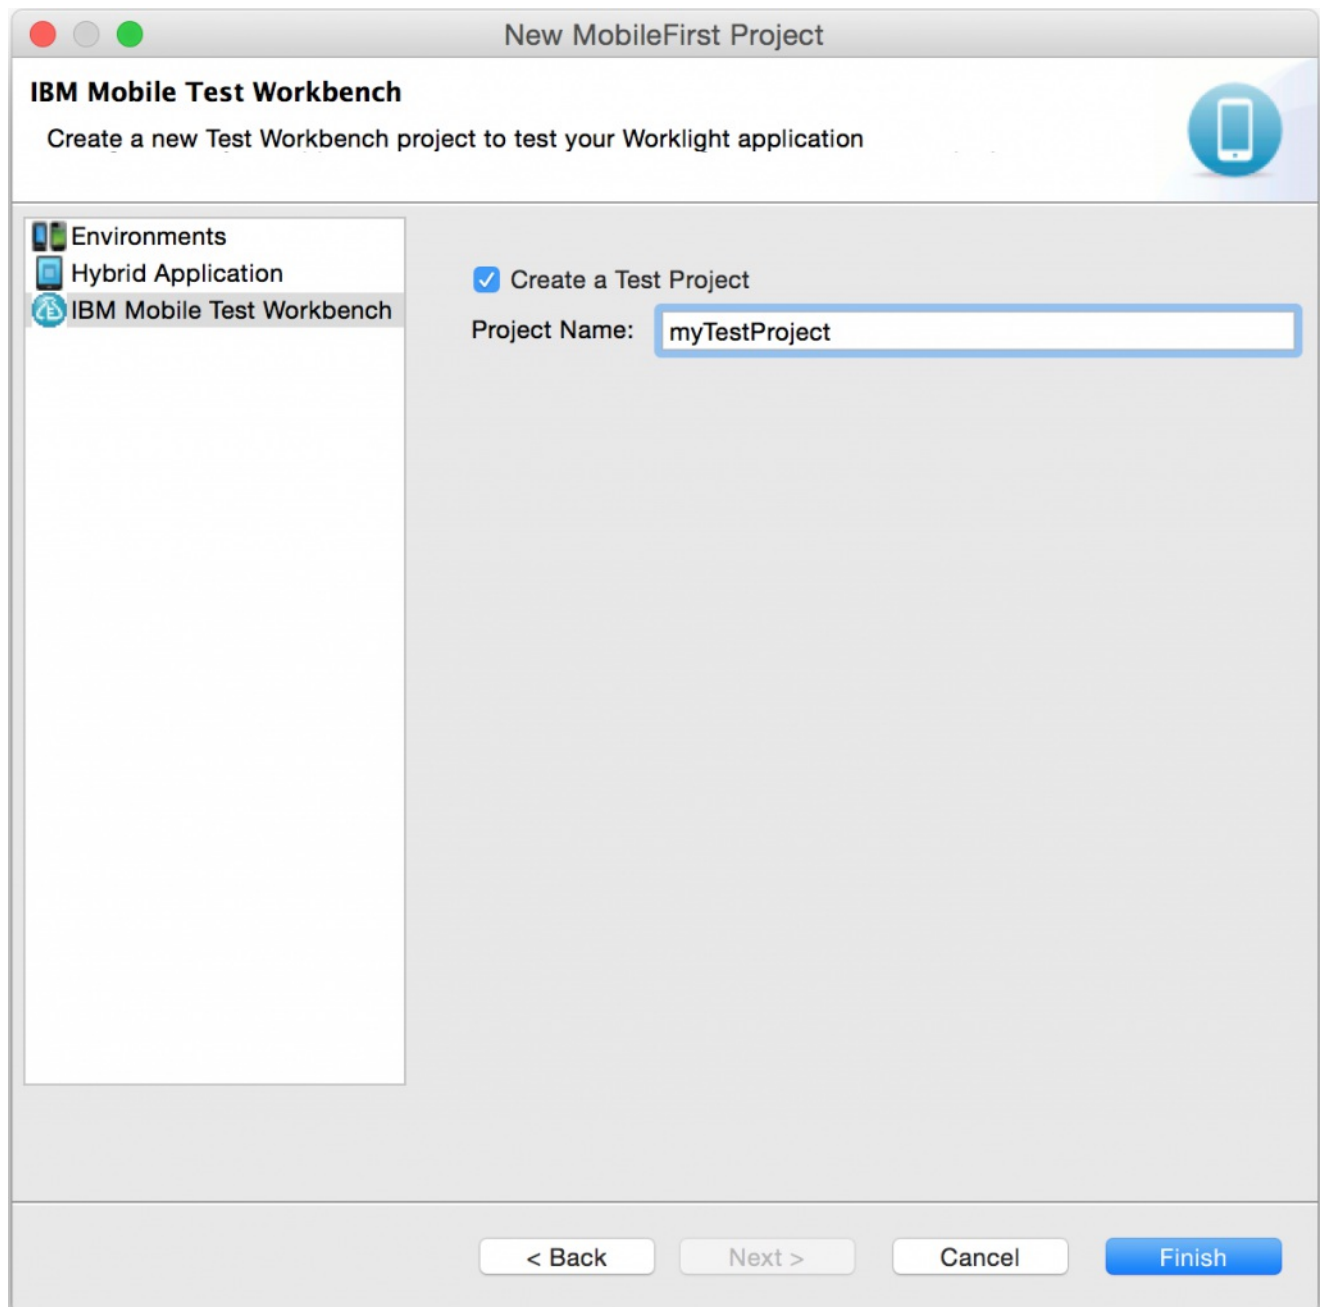 New MobileFirst Project
IBM Mobile Test Workbench
Create a new Test Workbench project to test your Worklight application
Environments
Hybrid Application
IBM Mobile Test Workbench
Create a Test Project
Project Name: myTestProject
< Back Next > Cancel Finish